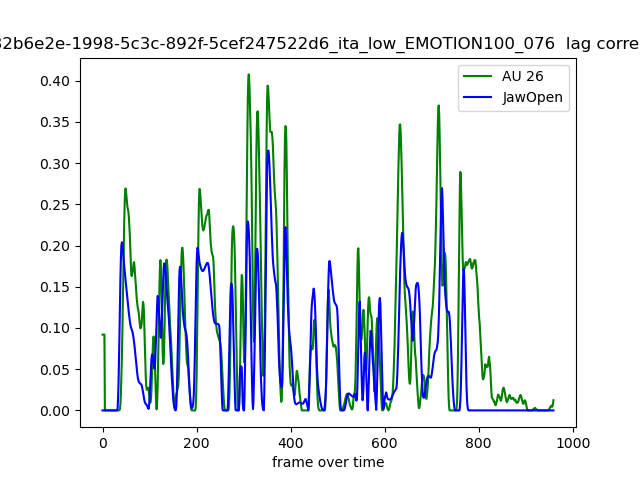 32b6e2e-1998-5c3c-892f-5cef247522d6_ita_low_EMOTION100_076 lag corre
AU 26
JawOpen
0.40
0.35
0.30
0.25
0.20
0.15
0.10
0.05
0.00
0 200 400 600 800 1000
frame over time